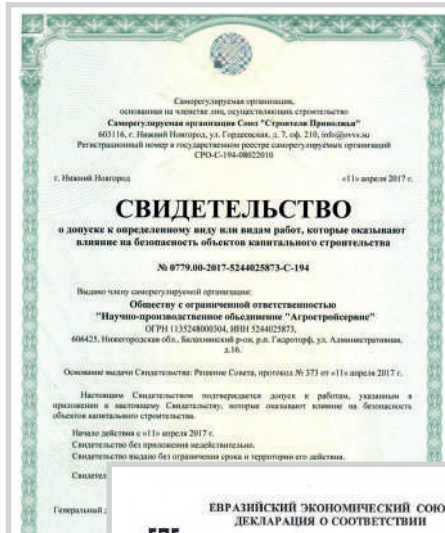 Саморегулируемая организация,
основанная на членстве лиц, осуществляющих строительство
Саморегулируемая организация Союз "Строители Приволжья"
603116, г. Нижний Новгород, ул. Гордеевская, д. 7, оф. 210,
Регистрационный номер в государственном реестре саморегулируемых организаций
СРО-С-194-08022010
г. Нижний Новгород «11» апреля 2017 г.
СВИДЕТЕЛЬСТВО
о допуске к определенному виду или видам работ, которые оказывают
влияние на безопасность объектов капитального строительства
№ 0779.00-2017-5244025873-С-194
Выдано члену саморегулируемой организации:
Обществу с ограниченной ответственностью
"Научно-производственное объединение "Агростройсервис"
ОГРН 1135248000304, ИНН 5244025873,
606425, Нижегородская обл., Балахнинский р-он, р.п. Гидроторф, ул. Административная,
д.16.
Основание выдачи Свидетельства: Решение Совета, протокол № 373 от «11» апреля 2017 г.
Настоящим Свидетельством подтверждается допуск к работам, указанным в
приложении к настоящему Свидетельству, которые оказывают влияние на безопасность
объектов капитального строительства.
Начало действия с «11» апреля 2017 г.
Свидетельство без приложения недействительно.
Свидетельство выдано без ограничения срока и территории его действия.
Свидетел
Генеральный д
ЕВРАЗИЙСКИЙ ЭКОНОМИЧЕСКИЙ СОЮ
ДЕКЛАРАЦИЯ О СООТВЕТСТВИИ